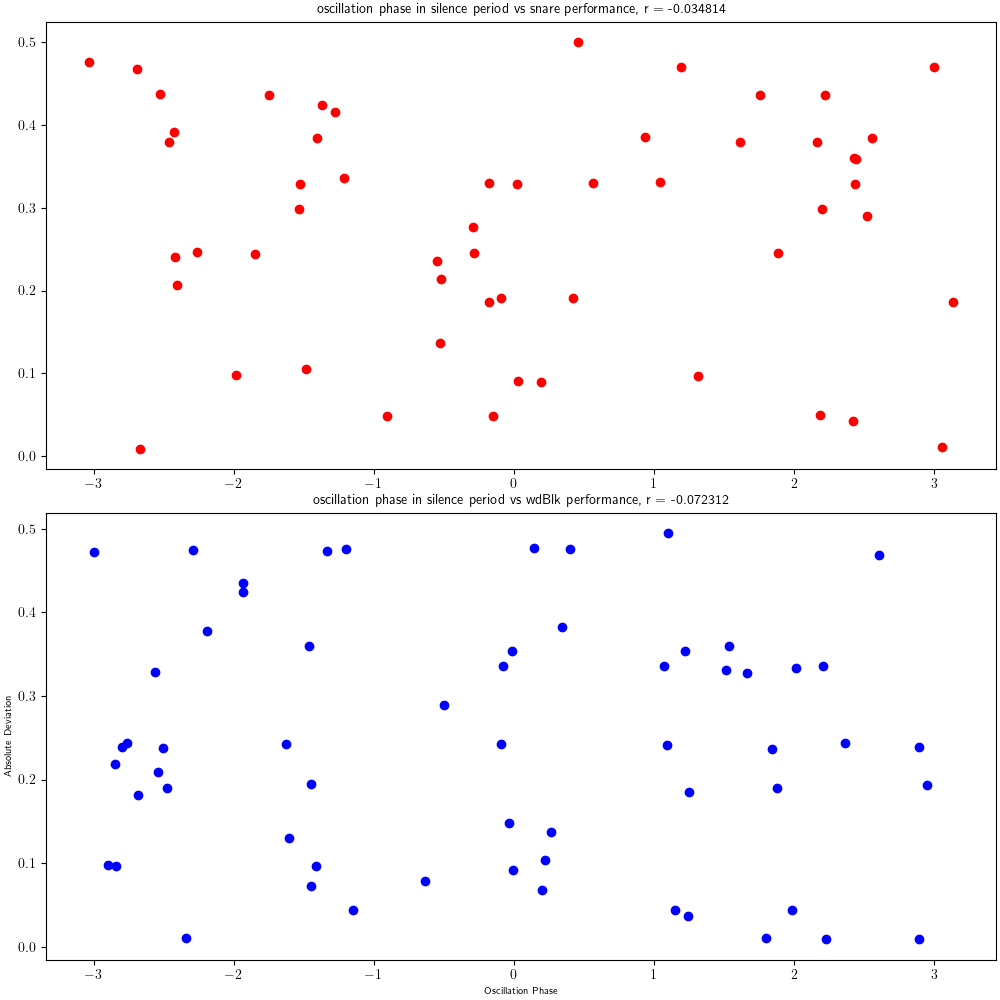 oscillation phase in silence period vs snare performance, r = -0.034814
0.5
0.4
0.3
0.2
0.1
0.0
−3 −2 −1 0 1 2 3
oscillation phase in silence period vs wdBlk performance, r = -0.072312
0.5
0.4
0.3
0.2
0.1
0.0
Absolute Deviation
−3 −2 −1 0 1 2 3
Oscillation Phase